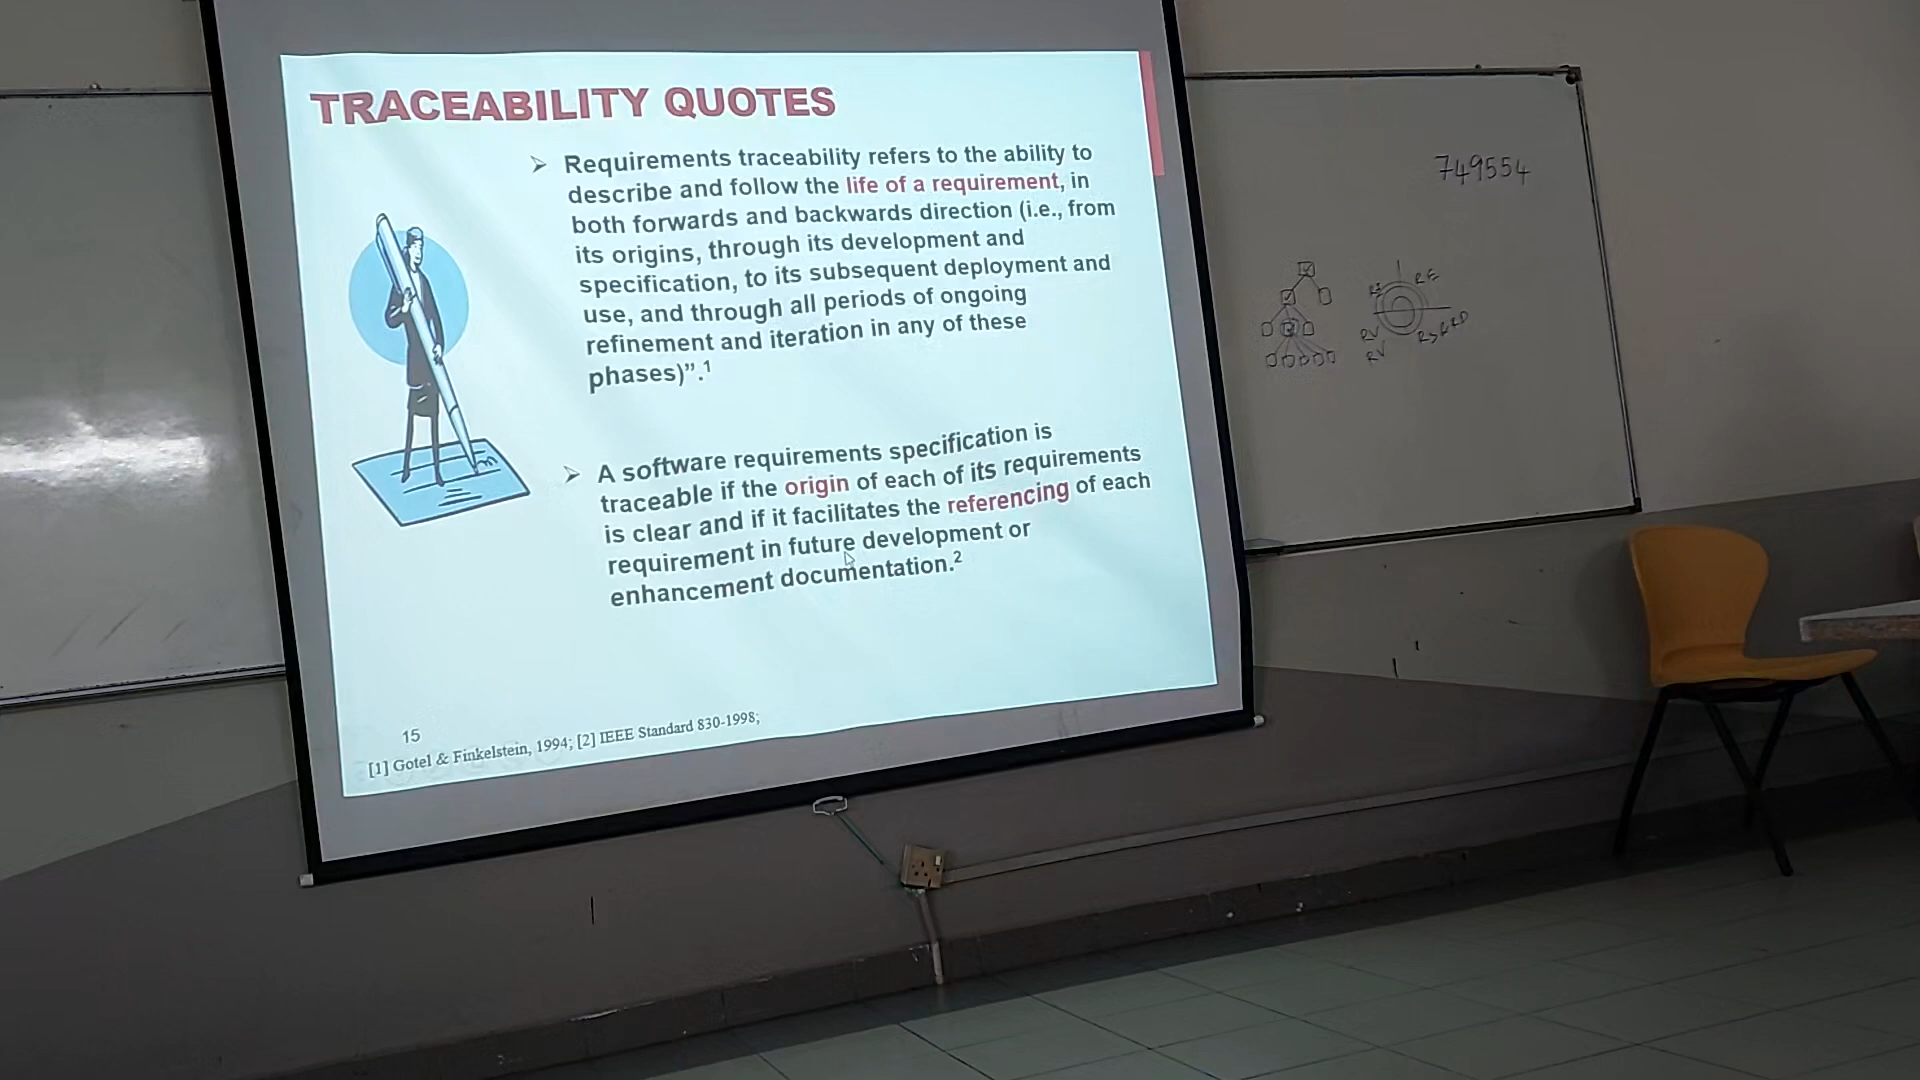 TRACEABILITY QUOTES
Requirements traceability refers to the ability to
describe and follow the life of a requirement, in
both forwards and backwards direction (i.e., from
its origins, through its development and
specification, to its subsequent deployment and
use, and through all periods of ongoing
refinement and iteration in any of these
phases)”.1
A software requirements specification is
traceable if the origin of each of its requirements
is clear and if it facilitates the referencing of each
requirement in future development or
enhancement documentation.2
15
[1] Gotel & Finkelstein, 1994; [2] IEEE Standard 830-1998;
749554
RE
RV
RV